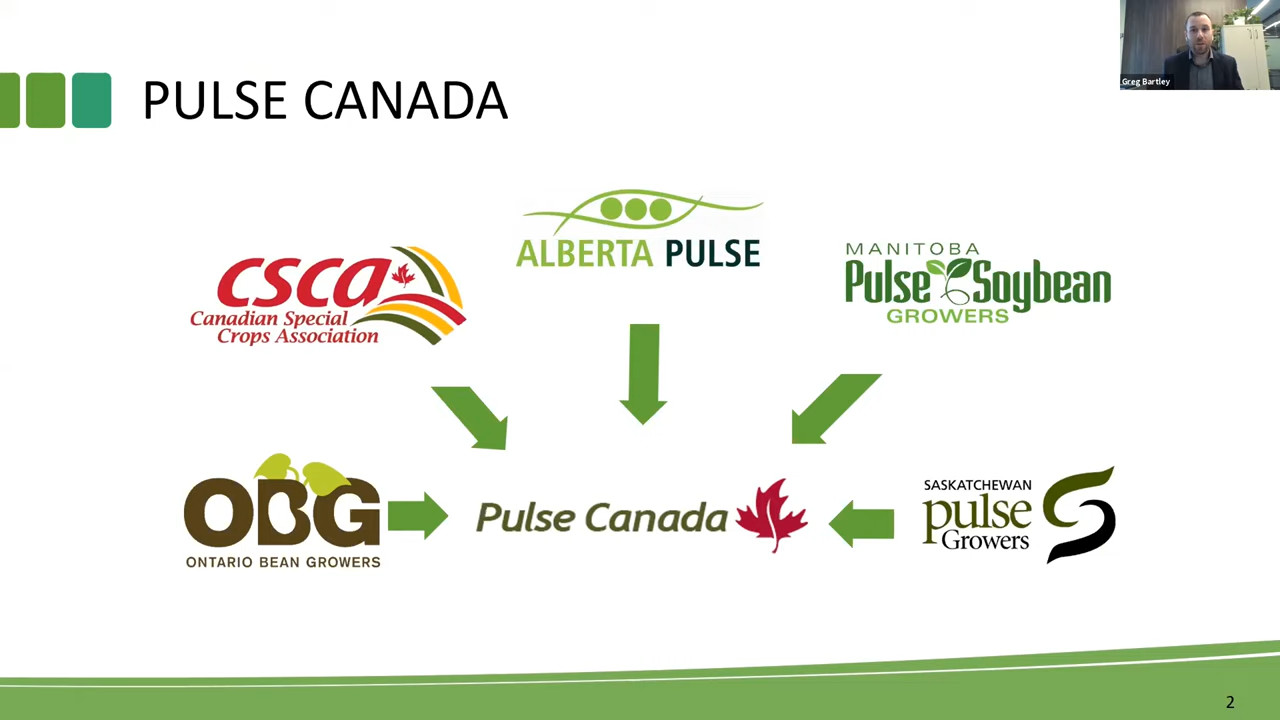 PULSE CANADA
Greg Bartley
ALBERTA PULSE
csca
Canadian Special
Crops Association
MANITOBA
Pulse Soybean
GROWERS
OBG
ONTARIO BEAN GROWERS
Pulse Canada
SASKATCHEWAN
pulse
Growers
2